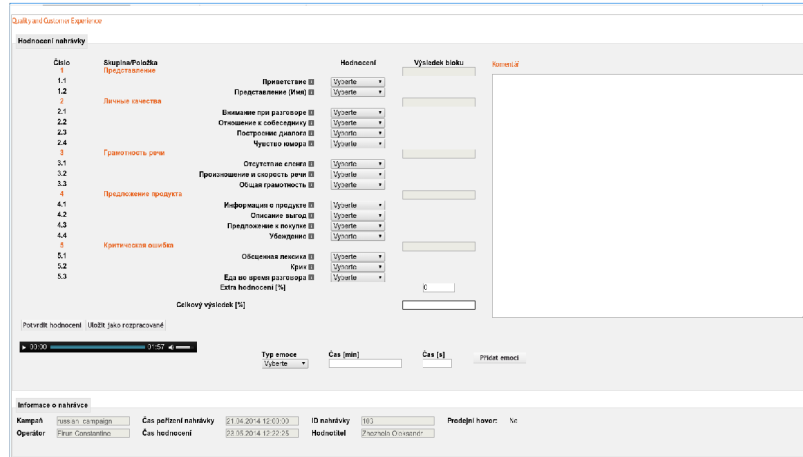 Quality and Customer Experience
Hodnocení nahrávky
Číslo Skupina/Položka Hodnocení Výsledek bloku Komentář
1 Представление
1.1 Приветствие Vyberte
1.2 Представление (Имя) Vyberte
2 Личные качества
2.1 Внимание при разговоре Vyberte
2.2 Отношение к собеседнику Vyberte
2.3 Построение диалога Vyberte
2.4 Чувство юмора Vyberte
3 Грамотность речи
3.1 Отсутствие сленга Vyberte
3.2 Произношение и скорость речи Vyberte
3.3 Общая грамотность Vyberte
4 Предложение продукта
4.1 Информация о продукте Vyberte
4.2 Описание выгод Vyberte
4.3 Предложение к покупке Vyberte
4.4 Убеждение Vyberte
5 Критическая ошибка
5.1 Обсценная лексика Vyberte
5.2 Крик Vyberte
5.3 Еда во время разговора Vyberte
Extra hodnocení [%] 0
Celkový výsledek [%]
Potvrdit hodnocení Uložit jako rozpracované
00:00 01:57
Typ emoce Čas [min] Čas [s]
Vyberte Přidat emoci
Informace o nahrávce
Kampaň russian_campaign Čas pořízení nahrávky 21.04.2014 12:00:00 ID nahrávky 183 Prodejní hovor: Ne
Operátor Constantino Čas hodnocení 23.05.2014 12:22:25 Hodnotitel Oleksandr